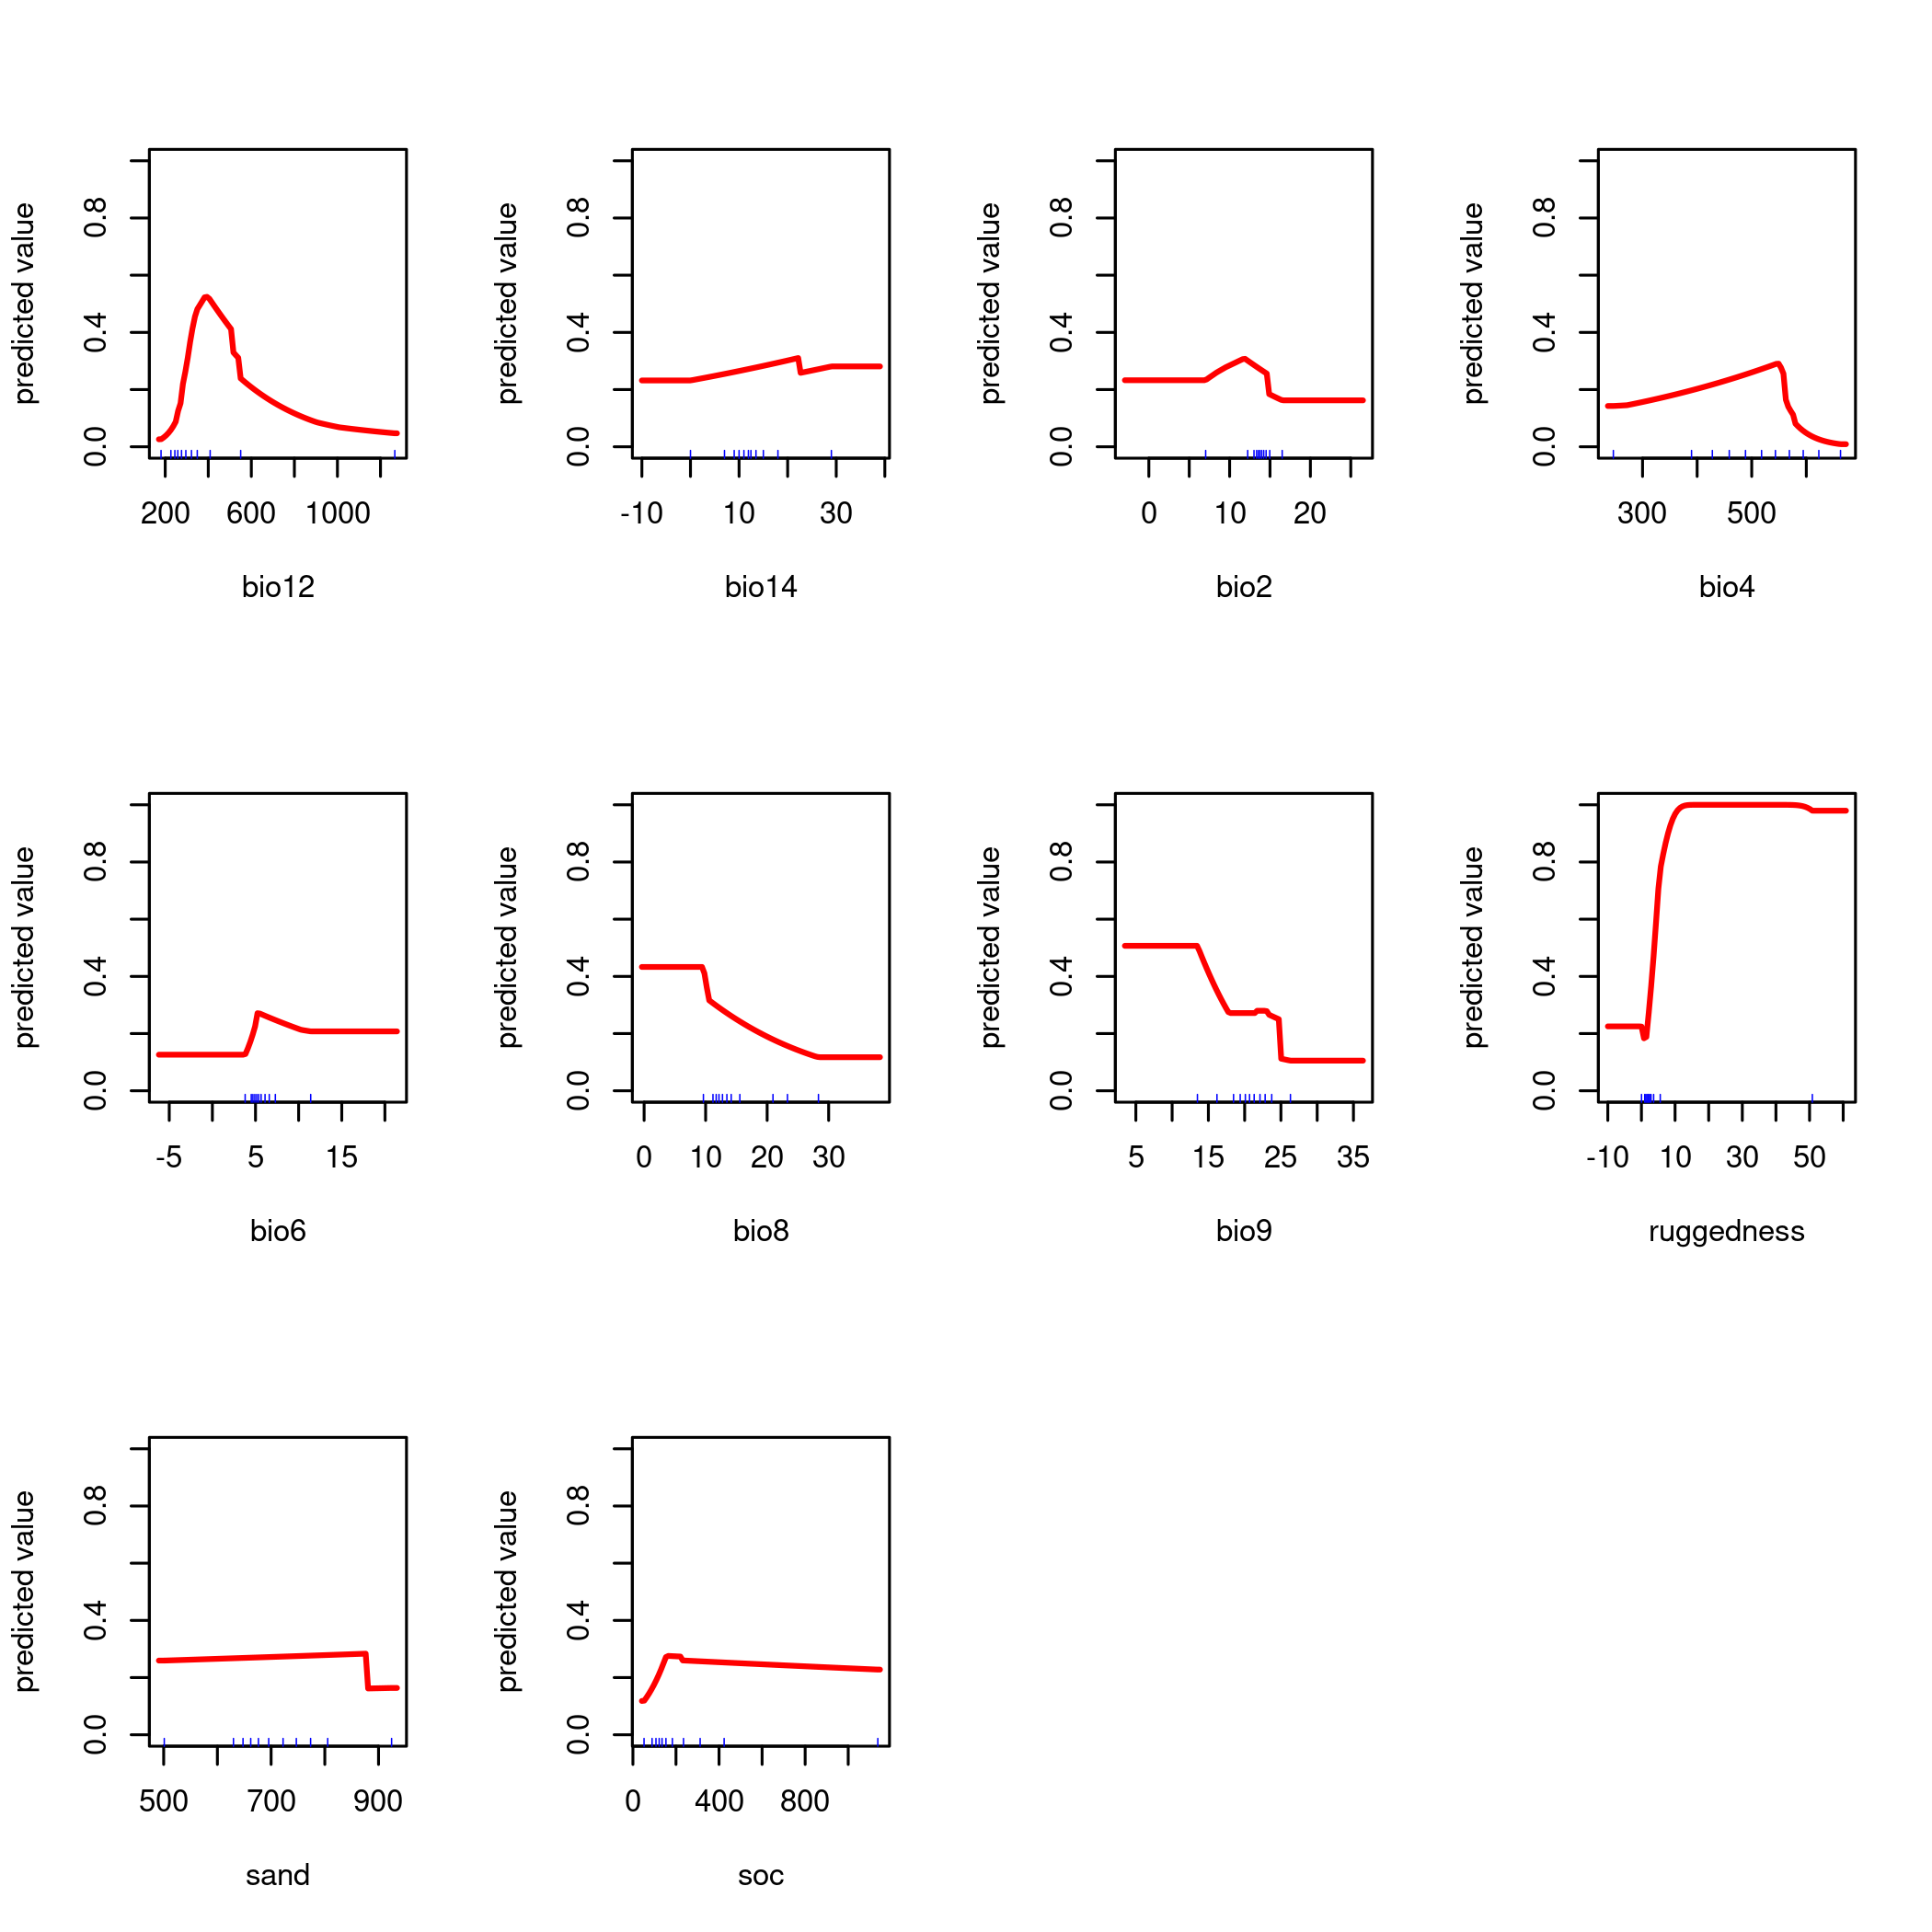 predicted value
0.0 0.4 0.8
200 600 1000
bio12
predicted value
0.0 0.4 0.8
-10 10 30
bio14
predicted value
0.0 0.4 0.8
0 10 20
bio2
predicted value
0.0 0.4 0.8
300 500
bio4
predicted value
0.0 0.4 0.8
-5 5 15
bio6
predicted value
0.0 0.4 0.8
0 10 20 30
bio8
predicted value
0.0 0.4 0.8
5 15 25 35
bio9
predicted value
0.0 0.4 0.8
-10 10 30 50
ruggedness
predicted value
0.0 0.4 0.8
500 700 900
sand
predicted value
0.0 0.4 0.8
0 400 800
soc